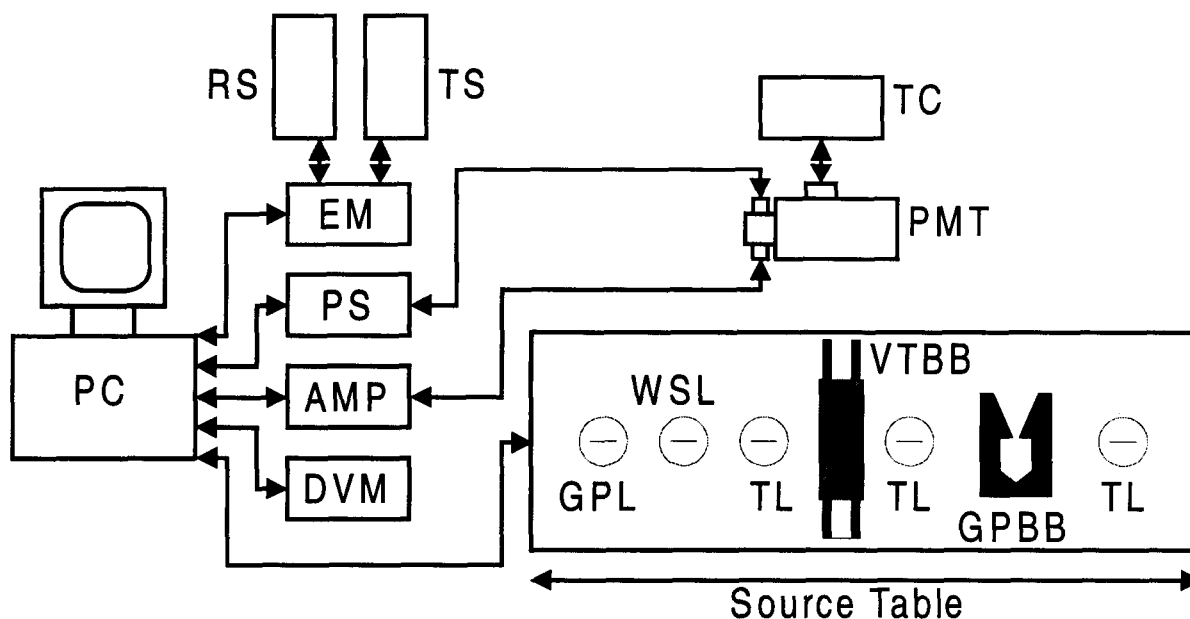 RS
TS
TC
EM
PMT
PS
PC
AMP
DVM
VTBB
WSL
GPL
TL
TL
GPBB
TL
Source Table